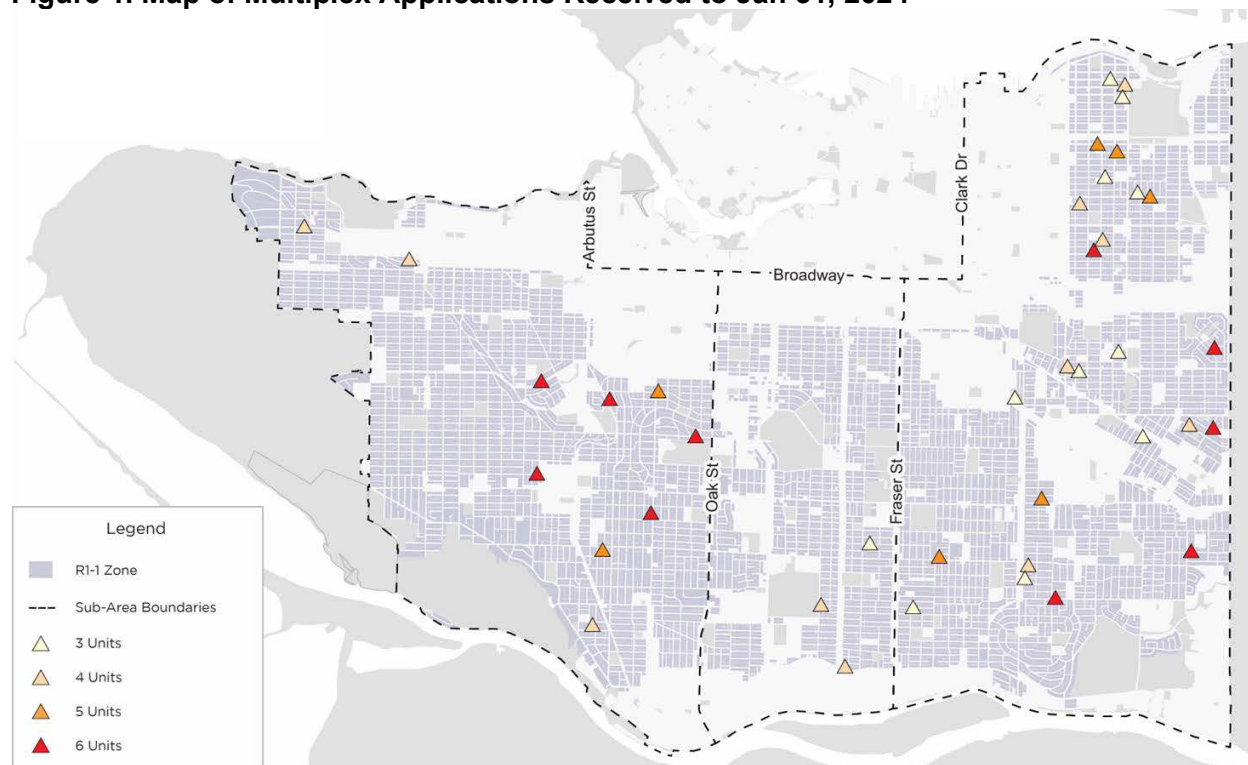 Figure 4: Map of Multiplex Applications Received to Jan 31, 2024
Arbutus St
Clark Dr
Broadway
Oak St
Fraser St
Legend
R1-1 Zone
Sub-Area Boundaries
3 Units
4 Units
5 Units
6 Units